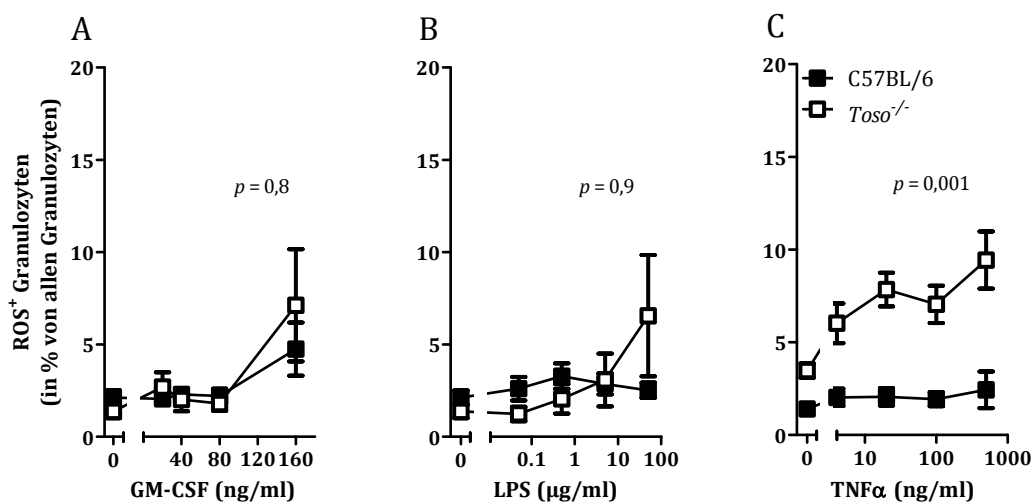 A
B
C
ROS+ Granulozyten
(in % von allen Granulozyten)
20
15
10
5
0
p = 0,8
0
40
80
120
160
GM-CSF (ng/ml)
20
15
10
5
0
p = 0,9
0
0.1
1
10
100
LPS (µg/ml)
20
15
10
5
0
C57BL/6
Toso-/-
p = 0,001
0
10
100
1000
TNFα (ng/ml)